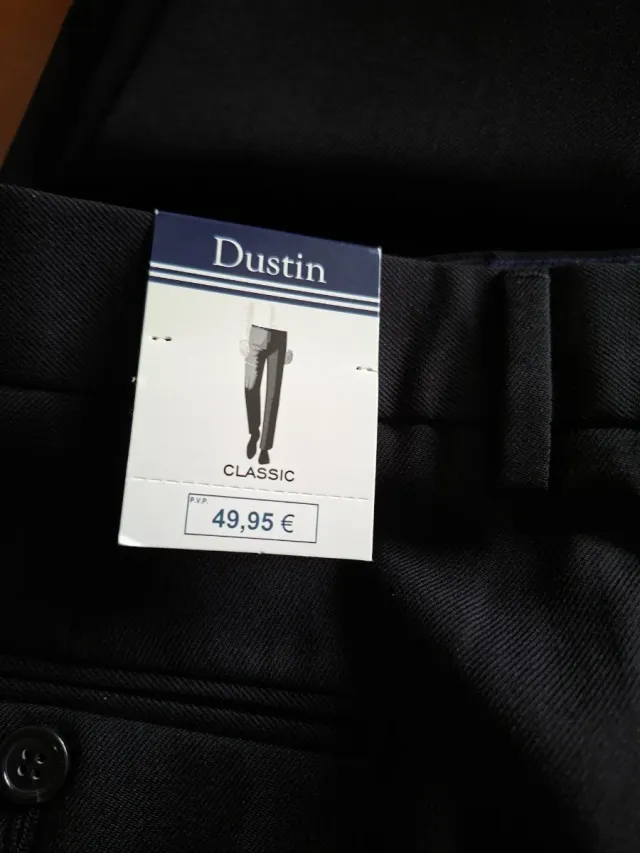 Dustin
CLASSIC
P.V.P.
49,95 €